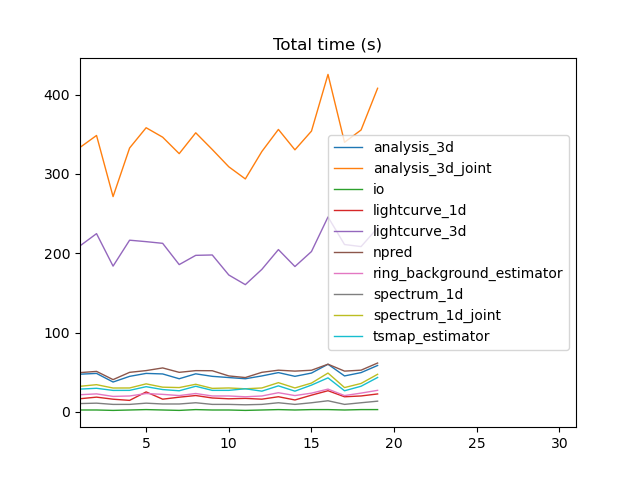 Total time (s)
400
300
200
100
0
analysis_3d
analysis_3d_joint
io
lightcurve_1d
lightcurve_3d
npred
ring_background_estimator
spectrum_1d
spectrum_1d_joint
tsmap_estimator
5 10 15 20 25 30